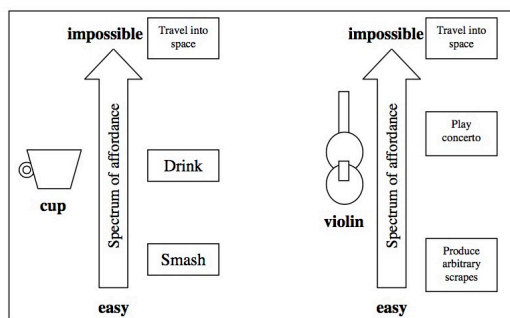 impossible
Travel into
space
Spectrum of affordance
Drink
cup
Smash
easy
impossible
Travel into
space
Spectrum of affordance
Play
concerto
violin
Produce
arbitrary
scrapes
easy